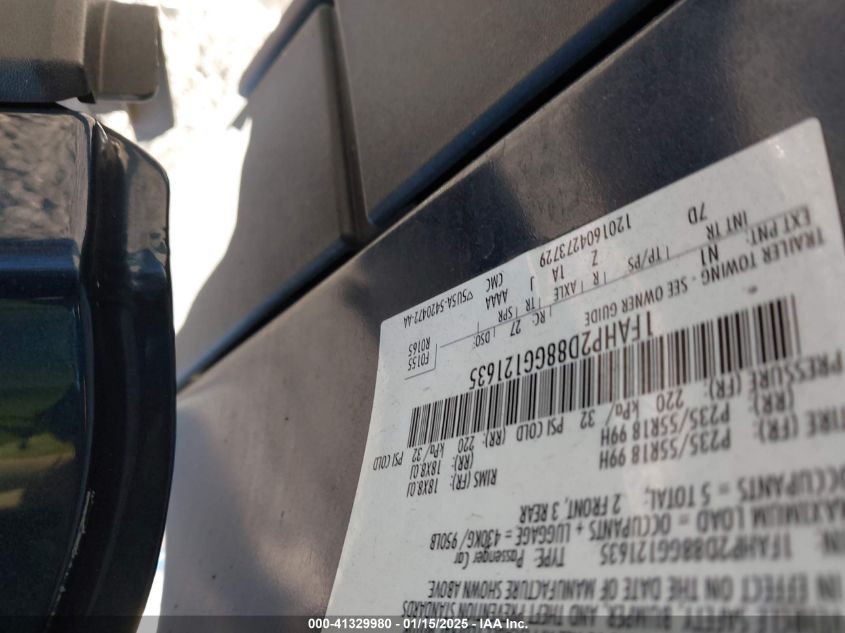 SAFETY, BUMPER, AND THEFT PREVENTION STANDARDS
IN EFFECT ON THE DATE OF MANUFACTURE SHOWN ABOVE.
1FAHP2D88GG121635 TYPE: Passenger Car
MAXIMUM LOAD = OCCUPANTS + LUGGAGE = 430KG/950LB
OCCUPANTS = 5 TOTAL: 2 FRONT, 3 REAR
TIRE (FR): P235/55R18 99H RIMS (FR): 18X8.0J
(RR): P235/55R18 99H (RR): 18X8.0J
PRESSURE (FR): 220 kPa/ 32 PSI COLD (RR): 220 kPa/ 32 PSI COLD
1FAHP2D88GG121635
TRAILER TOWING - SEE OWNER GUIDE
EXT PNT: N1 RC: 27 DSO: F0155
R0165
INT TR TP/PS R AXLE TR SPR
7D Z 1A J AAAA
1201604273729 CMC ▽5U5A-5420472-AA
000-41329980 - 01/15/2025 - IAA Inc.